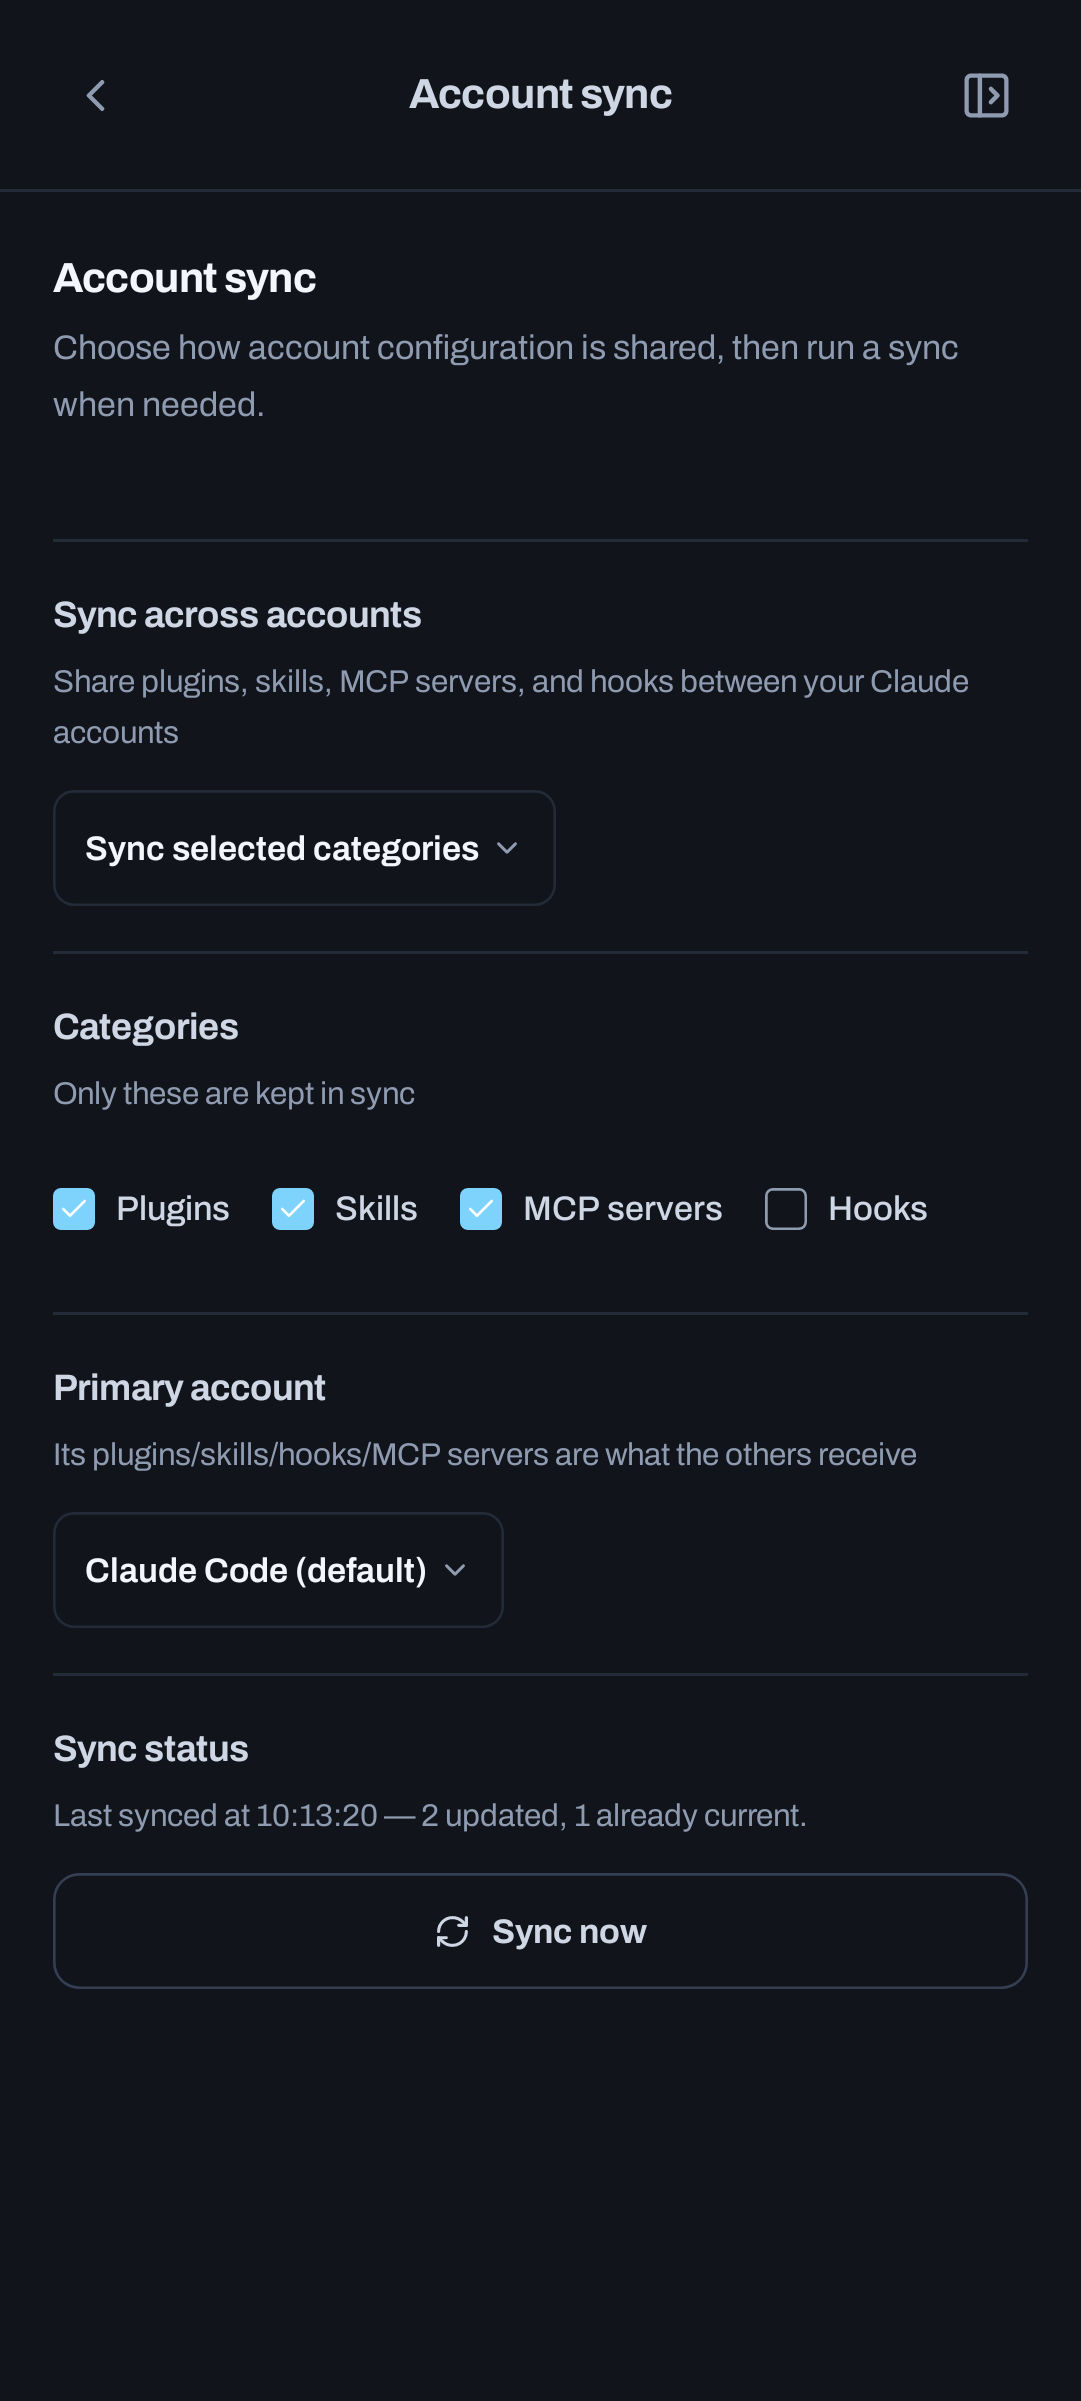 Account sync
Account sync
Choose how account configuration is shared, then run a sync
when needed.
Sync across accounts
Share plugins, skills, MCP servers, and hooks between your Claude
accounts
Sync selected categories
Categories
Only these are kept in sync
Plugins Skills MCP servers Hooks
Primary account
Its plugins/skills/hooks/MCP servers are what the others receive
Claude Code (default)
Sync status
Last synced at 10:13:20 — 2 updated, 1 already current.
Sync now